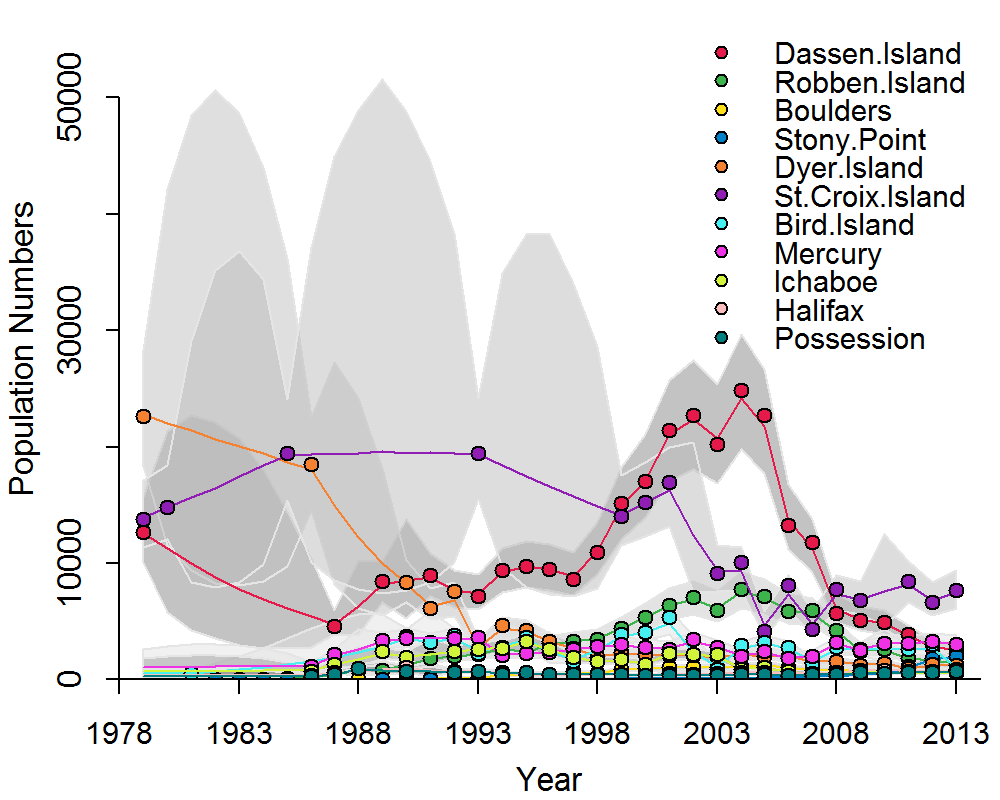 Population Numbers
50000
30000
10000
0
Dassen.Island
Robben.Island
Boulders
Stony.Point
Dyer.Island
St.Croix.Island
Bird.Island
Mercury
Ichaboe
Halifax
Possession
1978 1983 1988 1993 1998 2003 2008 2013
Year